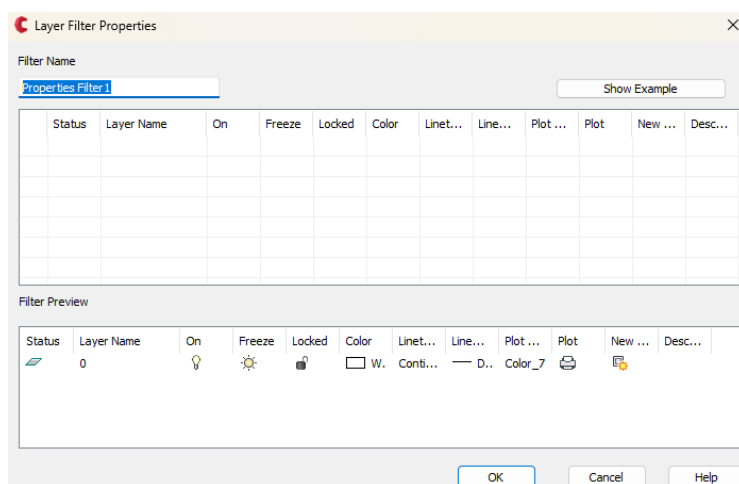 Layer Filter Properties
Filter Name
Properties Filter1
Show Example
Status Layer Name On Freeze Locked Color Linet... Line... Plot ... Plot New ... Desc...
Filter Preview
Status Layer Name On Freeze Locked Color Linet... Line... Plot ... Plot New ... Desc...
0 W. Conti... D.. Color_7
OK Cancel Help